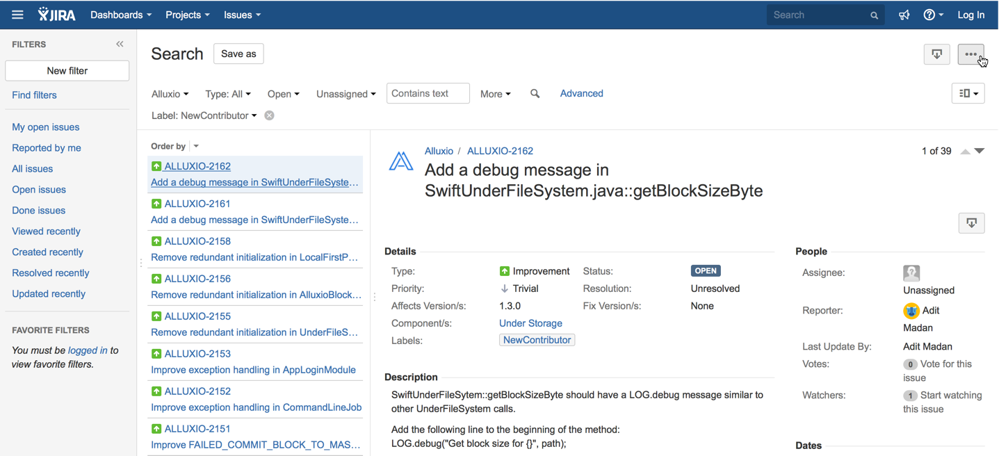 JIRA Dashboards Projects Issues Search Log In
FILTERS
New filter
Find filters
My open issues
Reported by me
All issues
Open issues
Done issues
Viewed recently
Created recently
Resolved recently
Updated recently
FAVORITE FILTERS
You must be logged in to
view favorite filters.
Search Save as
Alluxio Type: All Open Unassigned Contains text More Advanced
Label: NewContributor
Order by
ALLUXIO-2162
Add a debug message in SwiftUnderFileSyste...
ALLUXIO-2161
Add a debug message in SwiftUnderFileSyste...
ALLUXIO-2158
Remove redundant initialization in LocalFirstP...
ALLUXIO-2156
Remove redundant initialization in AlluxioBlock...
ALLUXIO-2155
Remove redundant initialization in UnderFileS...
ALLUXIO-2153
Improve exception handling in AppLoginModule
ALLUXIO-2152
Improve exception handling in CommandLineJob
ALLUXIO-2151
Improve FAILED_COMMIT_BLOCK_TO_MAS...
Alluxio / ALLUXIO-2162
1 of 39
Add a debug message in
SwiftUnderFileSystem.java::getBlockSizeByte
Details
Type: Improvement Status: OPEN
Priority: Trivial Resolution: Unresolved
Affects Version/s: 1.3.0 Fix Version/s: None
Component/s: Under Storage
Labels: NewContributor
Description
SwiftUnderFileSytem::getBlockSizeByte should have a LOG.debug message similar to
other UnderFileSystem calls.
Add the following line to the beginning of the method:
LOG.debug("Get block size for {}", path);
People
Assignee:
Unassigned
Reporter: Adit
Madan
Last Update By: Adit Madan
Votes: 0 Vote for this
issue
Watchers: 1 Start watching
this issue
Dates